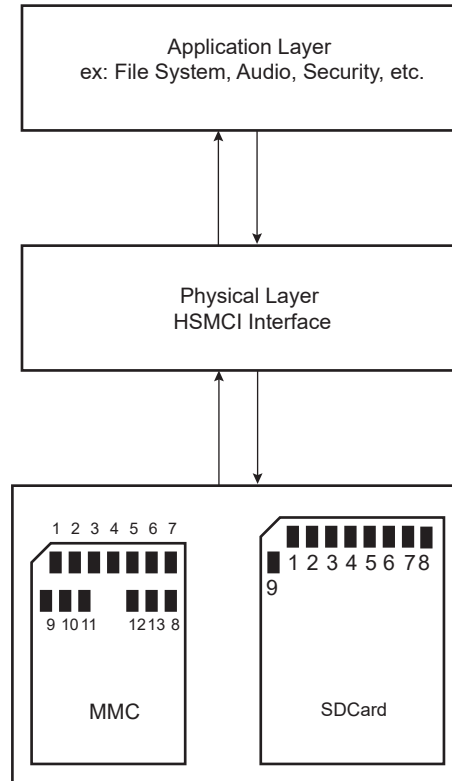 Application Layer
ex: File System, Audio, Security, etc.
Physical Layer
HSMCI Interface
1 2 3 4 5 6 7
9 10 11 12 13 8
MMC
1 2 3 4 5 6 7 8
9
SDCard